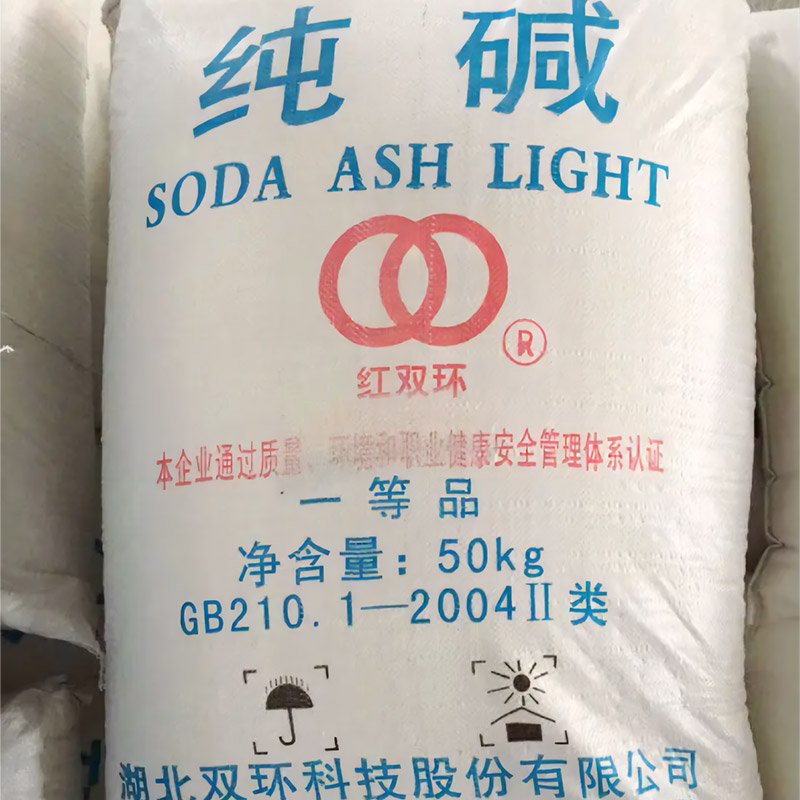 纯碱
SODA ASH LIGHT
®
红双环
本企业通过质量、环境和职业健康安全管理体系认证
一等品
净含量：50kg
GB210.1—2004Ⅱ类
湖北双环科技股份有限公司